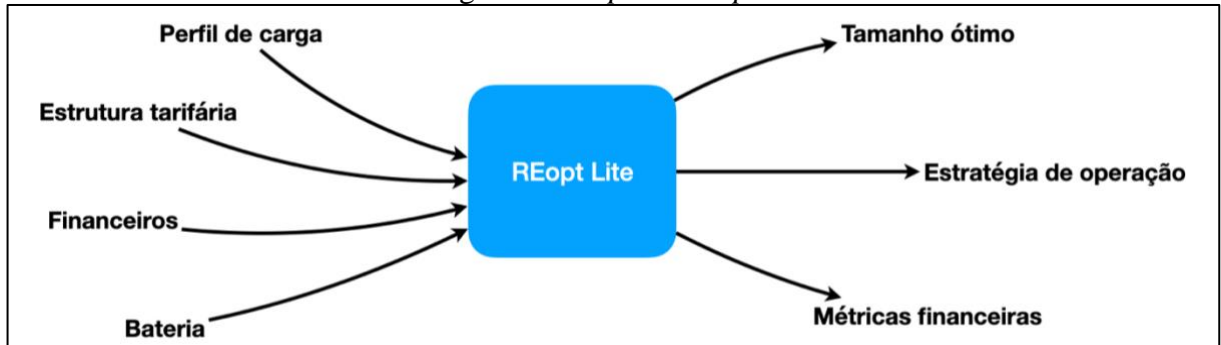 Perfil de carga
Estrutura tarifária
Financeiros
Bateria
REopt Lite
Tamanho ótimo
Estratégia de operação
Métricas financeiras